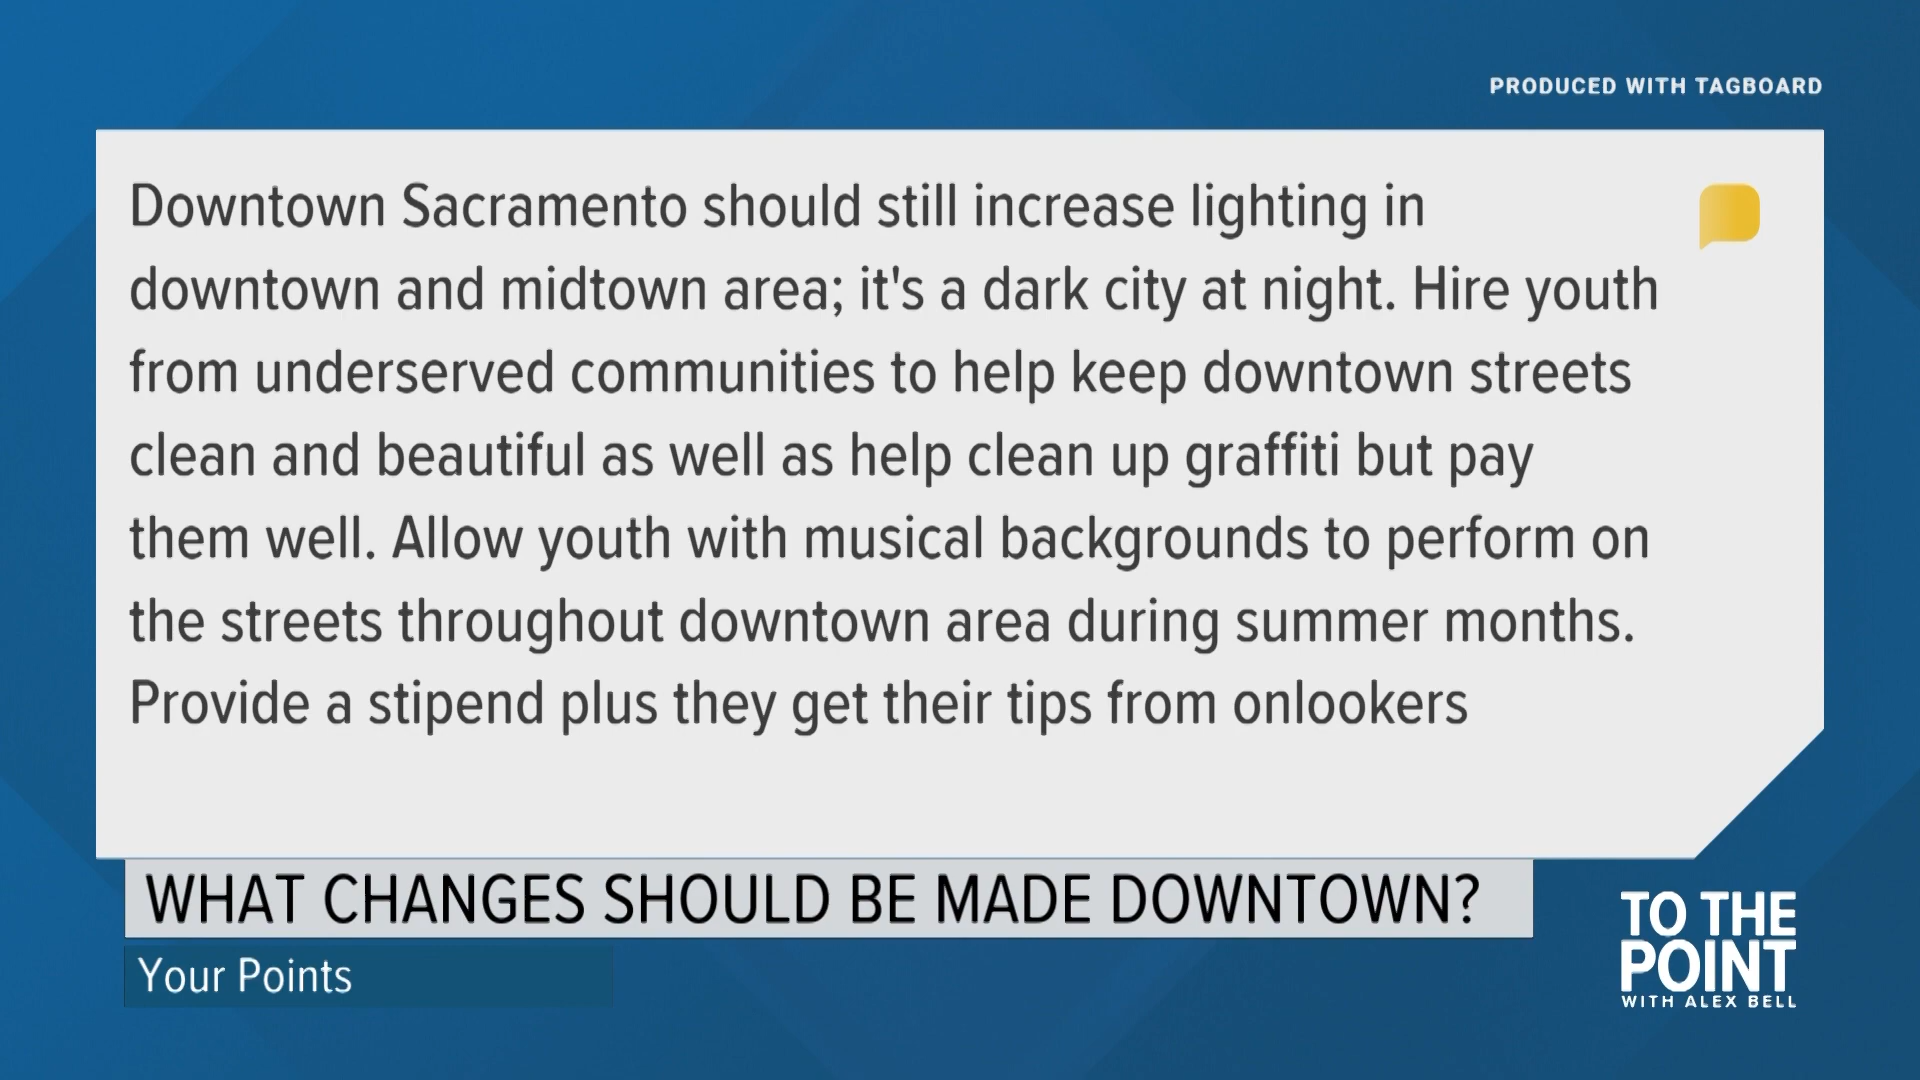 PRODUCED WITH TAGBOARD
Downtown Sacramento should still increase lighting in
downtown and midtown area; it's a dark city at night. Hire youth
from underserved communities to help keep downtown streets
clean and beautiful as well as help clean up graffiti but pay
them well. Allow youth with musical backgrounds to perform on
the streets throughout downtown area during summer months.
Provide a stipend plus they get their tips from onlookers
WHAT CHANGES SHOULD BE MADE DOWNTOWN?
Your Points
TO THE
POINT
WITH ALEX BELL